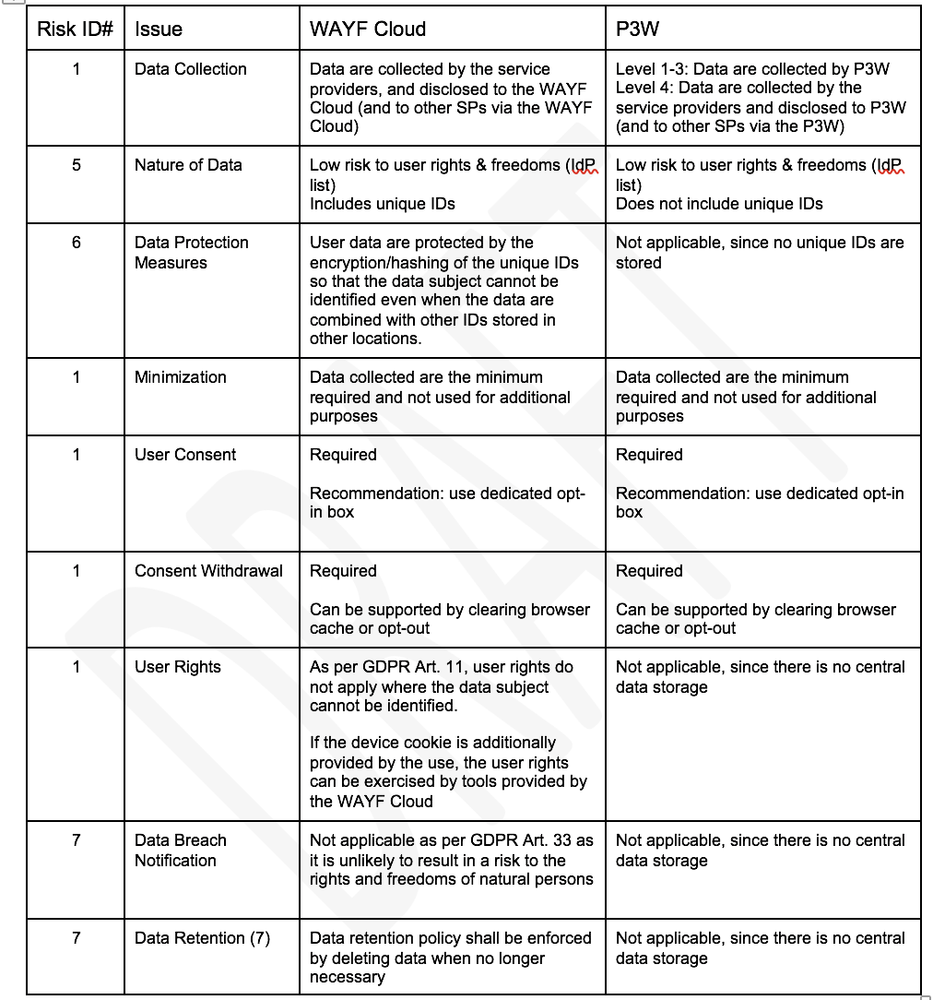 Risk ID# Issue WAYF Cloud P3W
1 Data Collection Data are collected by the service Level 1-3: Data are collected by P3W
providers, and disclosed to the WAYF Level 4: Data are collected by the
Cloud (and to other SPs via the WAYF service providers and disclosed to P3W
Cloud) (and to other SPs via the P3W)
5 Nature of Data Low risk to user rights & freedoms (IdP Low risk to user rights & freedoms (IdP
list) list)
Includes unique IDs Does not include unique IDs
6 Data Protection User data are protected by the Not applicable, since no unique IDs are
Measures encryption/hashing of the unique IDs stored
so that the data subject cannot be
identified even when the data are
combined with other IDs stored in
other locations.
1 Minimization Data collected are the minimum Data collected are the minimum
required and not used for additional required and not used for additional
purposes purposes
1 User Consent Required Required
Recommendation: use dedicated opt- Recommendation: use dedicated opt-in
in box box
1 Consent Withdrawal Required Required
Can be supported by clearing browser Can be supported by clearing browser
cache or opt-out cache or opt-out
1 User Rights As per GDPR Art. 11, user rights do Not applicable, since there is no central
not apply where the data subject data storage
cannot be identified.
If the device cookie is additionally
provided by the use, the user rights
can be exercised by tools provided by
the WAYF Cloud
7 Data Breach Not applicable as per GDPR Art. 33 as Not applicable, since there is no central
Notification it is unlikely to result in a risk to the data storage
rights and freedoms of natural persons
7 Data Retention (7) Data retention policy shall be enforced Not applicable, since there is no central
by deleting data when no longer data storage
necessary
DRAFT